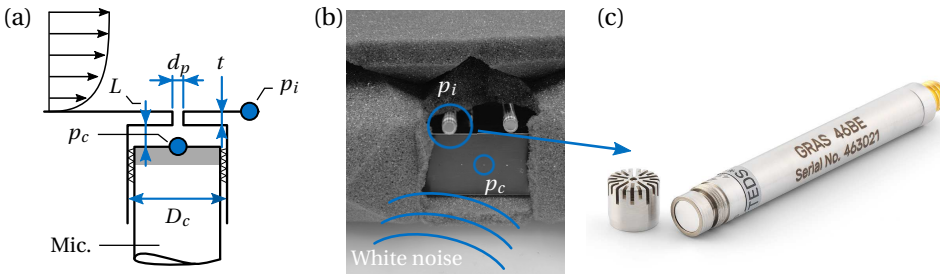 (a)
d_p
t
L
p_i
p_c
D_c
Mic.
(b)
p_i
p_c
White noise
(c)
GRAS 46BE
Serial No. 463021
TEDS